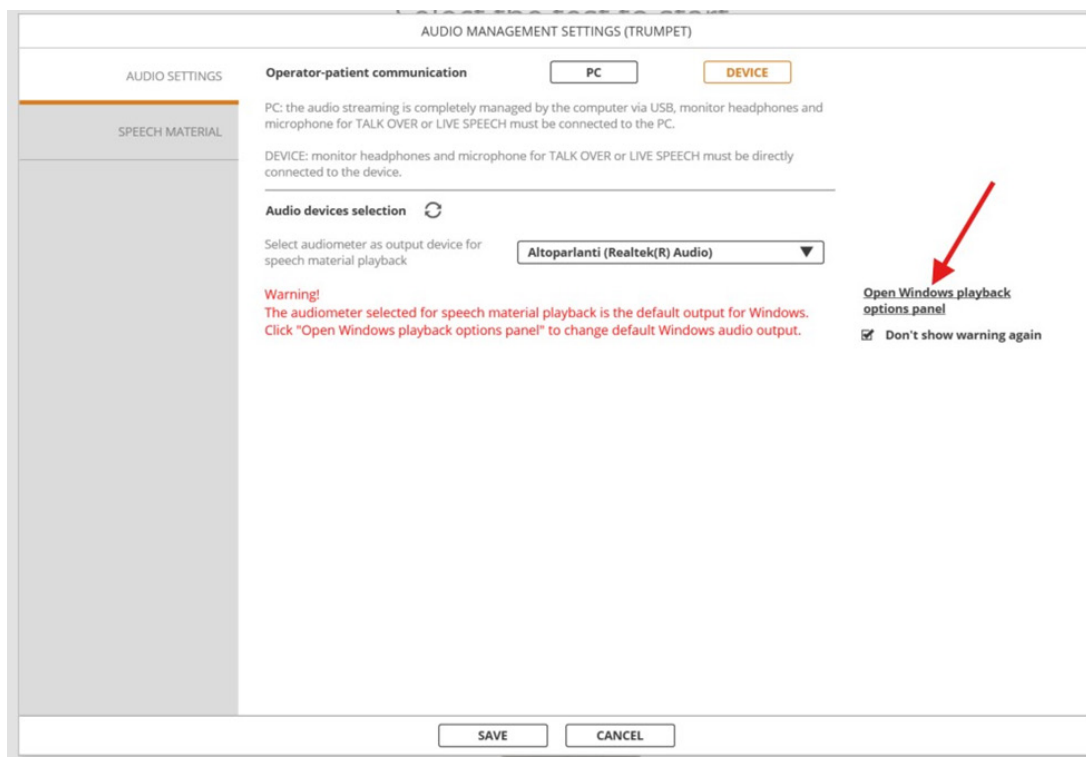 AUDIO MANAGEMENT SETTINGS (TRUMPET)
AUDIO SETTINGS
SPEECH MATERIAL
Operator-patient communication
PC
DEVICE
PC: the audio streaming is completely managed by the computer via USB, monitor headphones and
microphone for TALK OVER or LIVE SPEECH must be connected to the PC.
DEVICE: monitor headphones and microphone for TALK OVER or LIVE SPEECH must be directly
connected to the device.
Audio devices selection
Select audiometer as output device for
speech material playback
Altoparlanti (Realtek(R) Audio)
Warning!
The audiometer selected for speech material playback is the default output for Windows.
Click "Open Windows playback options panel" to change default Windows audio output.
Open Windows playback
options panel
Don't show warning again
SAVE
CANCEL